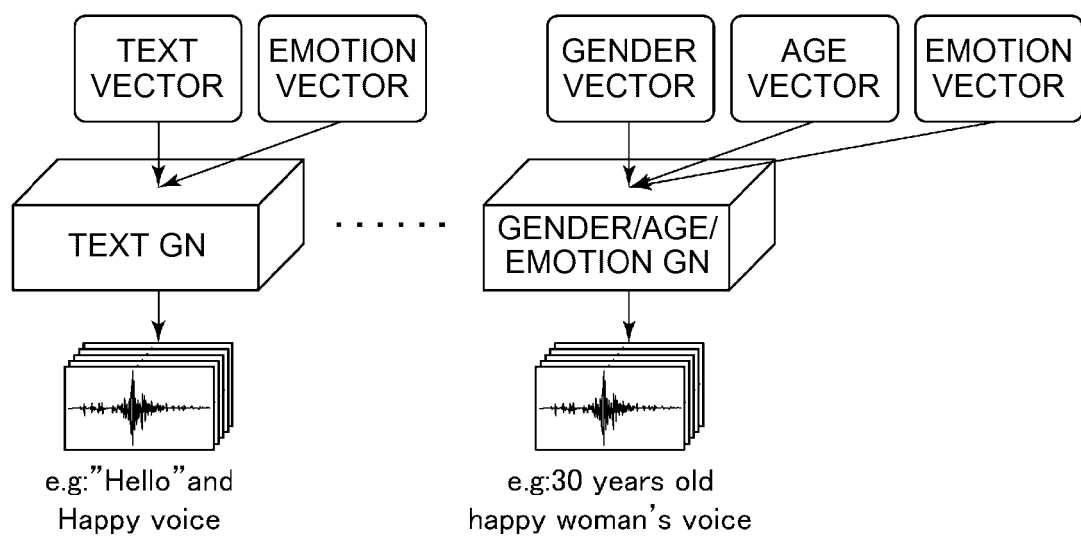 TEXT
VECTOR
EMOTION
VECTOR
GENDER
VECTOR
AGE
VECTOR
EMOTION
VECTOR
TEXT GN
......
GENDER/AGE/
EMOTION GN
e.g:”Hello”and
Happy voice
e.g:30 years old
happy woman’s voice